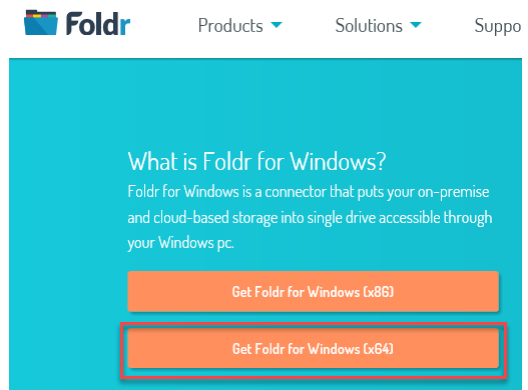 Foldr
Products
Solutions
Suppo
What is Foldr for Windows?
Foldr for Windows is a connector that puts your on-premise
and cloud-based storage into single drive accessible through
your Windows pc.
Get Foldr for Windows (x86)
Get Foldr for Windows (x64)